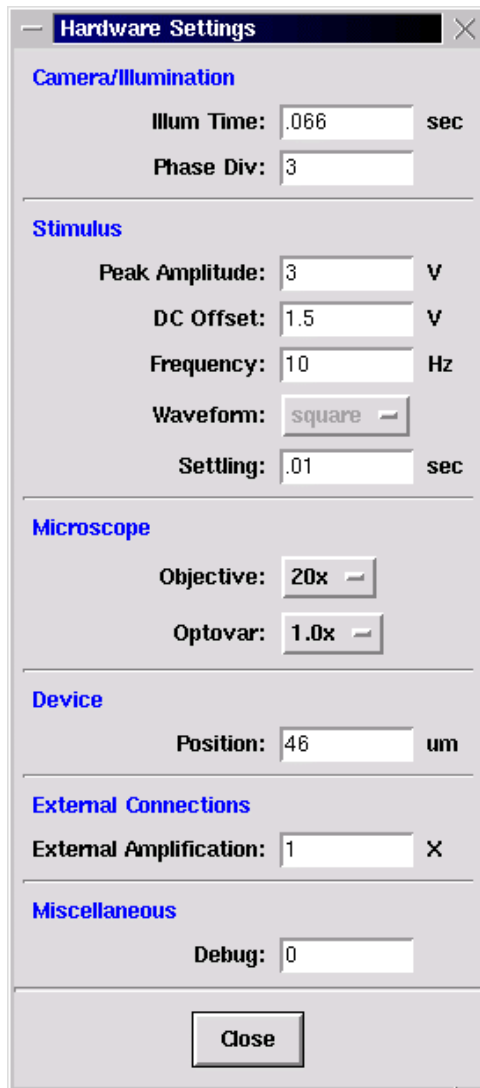 Hardware Settings
Camera/Illumination
Illum Time: .066 sec
Phase Div: 3
Stimulus
Peak Amplitude: 3 V
DC Offset: 1.5 V
Frequency: 10 Hz
Waveform: square
Settling: .01 sec
Microscope
Objective: 20x
Optovar: 1.0x
Device
Position: 46 um
External Connections
External Amplification: 1 X
Miscellaneous
Debug: 0
Close